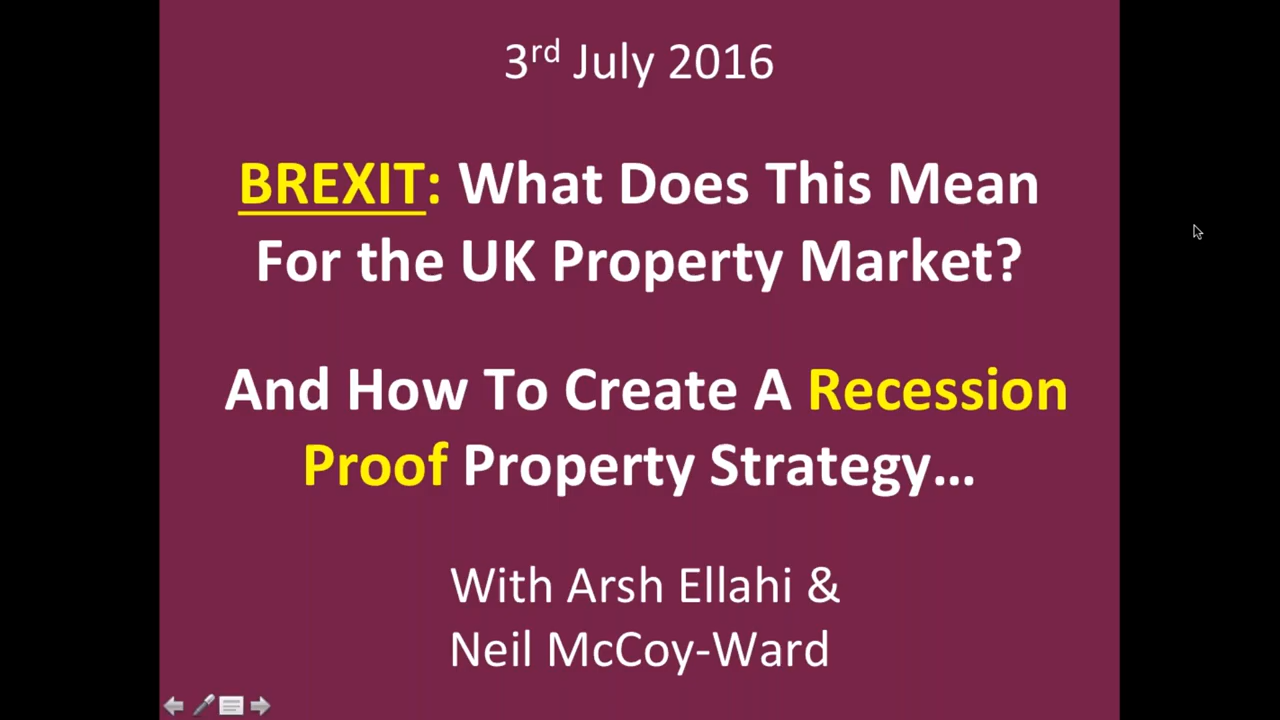 3rd July 2016
BREXIT: What Does This Mean
For the UK Property Market?
And How To Create A Recession
Proof Property Strategy...
With Arsh Ellahi &
Neil McCoy-Ward